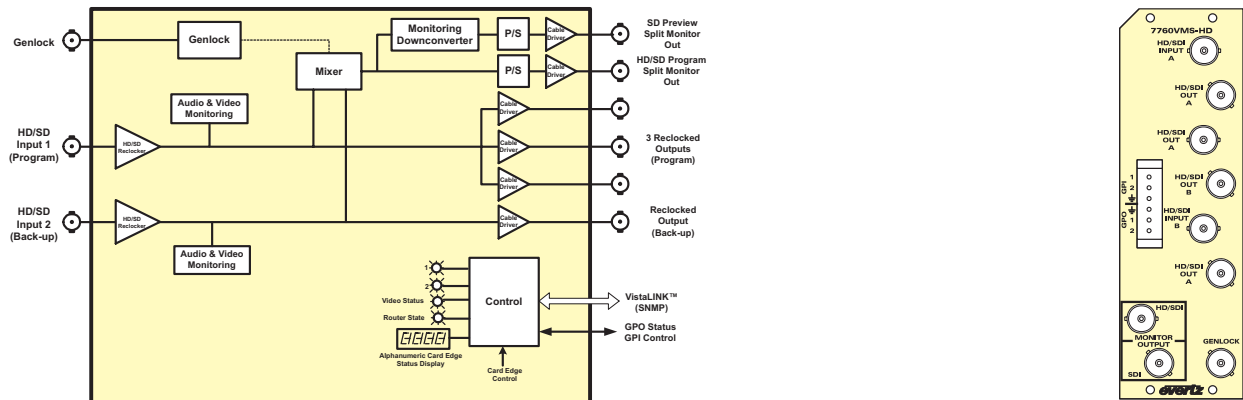 Genlock
Genlock
Mixer
Monitoring
Downconverter
P/S
Cable
Driver
SD Preview
Split Monitor
Out
P/S
Cable
Driver
HD/SD Program
Split Monitor
Out
Audio & Video
Monitoring
HD/SD
Input 1
(Program)
HD/SD
Reclocker
Cable
Driver
Cable
Driver
Cable
Driver
3 Reclocked
Outputs
(Program)
HD/SD
Input 2
(Back-up)
HD/SD
Reclocker
Audio & Video
Monitoring
Cable
Driver
Reclocked
Output
(Back-up)
1
2
Video Status
Router State
Alphanumeric Card Edge
Status Display
Control
Card Edge
Control
VistaLINK™
(SNMP)
GPO Status
GPI Control
7760VMS-HD
HD/SDI
INPUT
A
HD/SDI
OUT
A
HD/SDI
OUT
A
HD/SDI
OUT
B
HD/SDI
INPUT
B
HD/SDI
OUT
A
GPI
1
2
GPO
1
2
HD/SDI
MONITOR
OUTPUT
SDI
GENLOCK
evertz